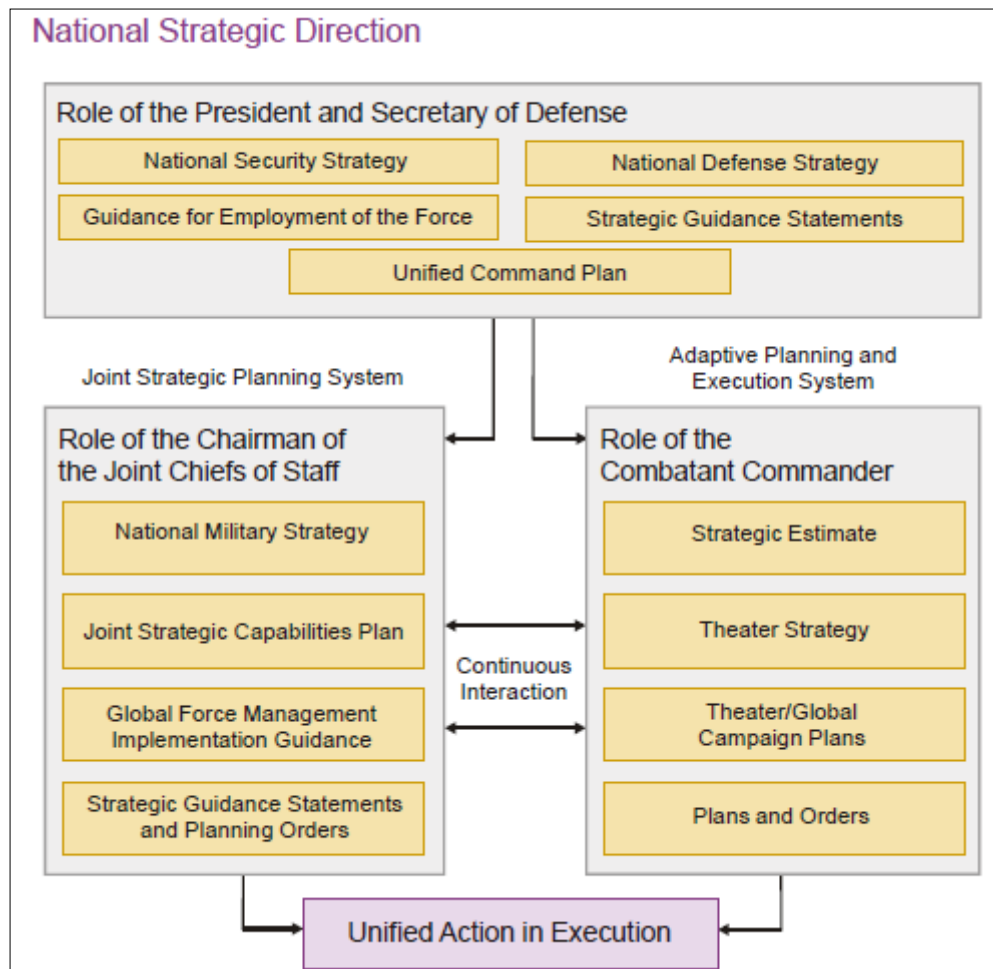 National Strategic Direction
Role of the President and Secretary of Defense
National Security Strategy
National Defense Strategy
Guidance for Employment of the Force
Strategic Guidance Statements
Unified Command Plan
Joint Strategic Planning System
Adaptive Planning and
Execution System
Role of the Chairman of
the Joint Chiefs of Staff
National Military Strategy
Joint Strategic Capabilities Plan
Global Force Management
Implementation Guidance
Strategic Guidance Statements
and Planning Orders
Continuous
Interaction
Role of the
Combatant Commander
Strategic Estimate
Theater Strategy
Theater/Global
Campaign Plans
Plans and Orders
Unified Action in Execution